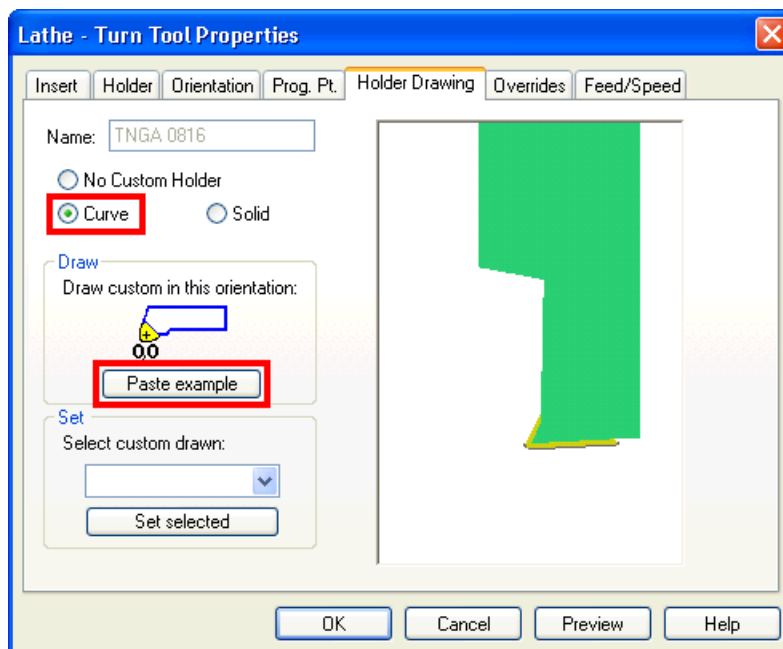 Lathe - Turn Tool Properties
Insert Holder Orientation Prog. Pt. Holder Drawing Overrides Feed/Speed
Name: TNGA 0816
No Custom Holder
Curve Solid
Draw
Draw custom in this orientation:
0,0
Paste example
Set
Select custom drawn:
Set selected
OK Cancel Preview Help